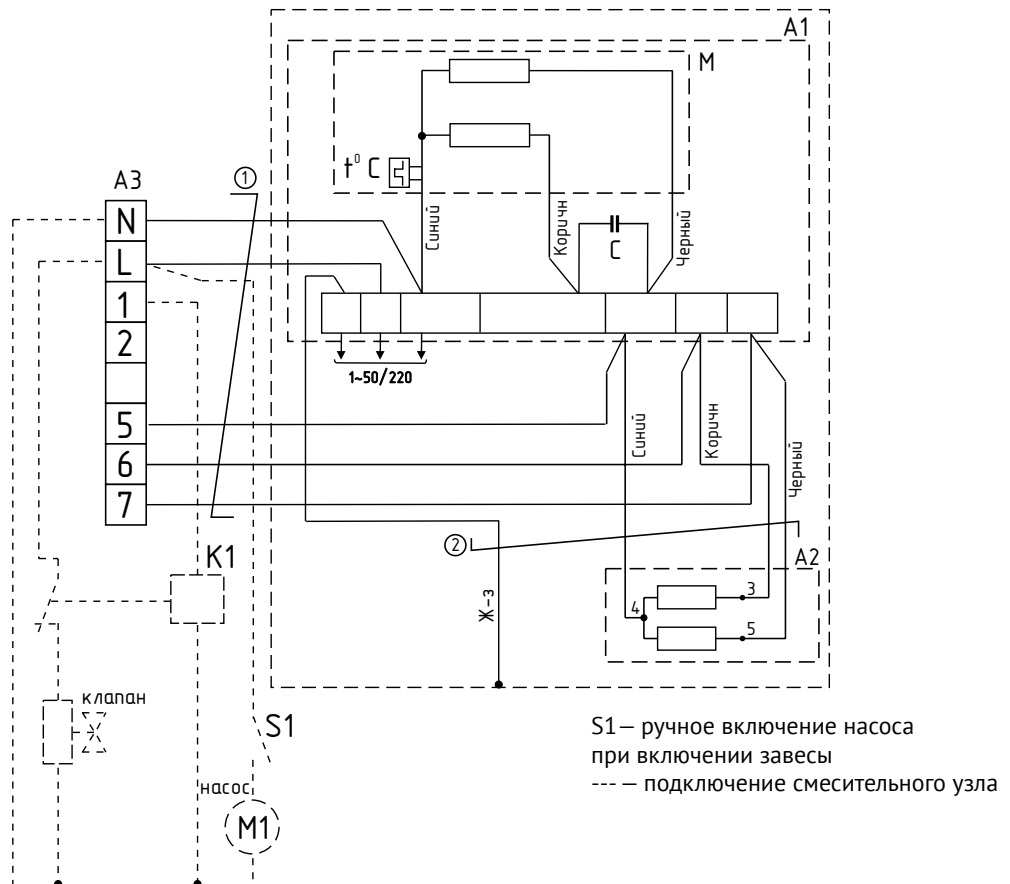 A1
M
t° C
Синий
Коричн
C
Черный
A3
1
N
L
1
2
5
6
7
1~50/220
Синий
Коричн
Черный
2
A2
3
4
5
Ж-з
K1
клапан
S1
насос
M1
S1— ручное включение насоса
при включении завесы
--- — подключение смесительного узла